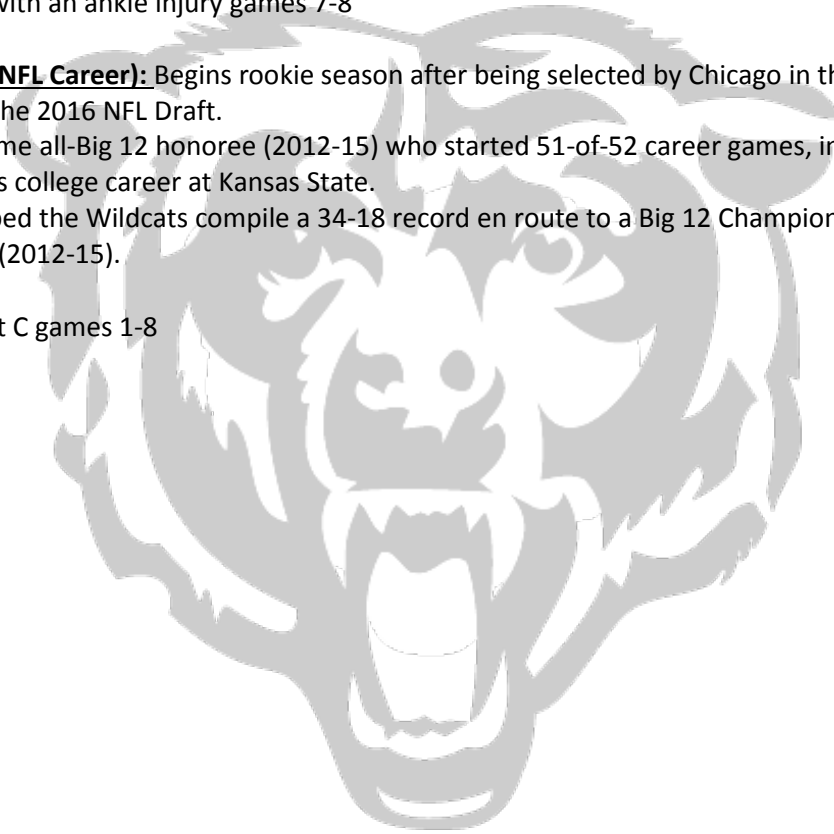 with an ankle injury games 7-8
NFL Career): Begins rookie season after being selected by Chicago in th
he 2016 NFL Draft.
me all-Big 12 honoree (2012-15) who started 51-of-52 career games, in
s college career at Kansas State.
ped the Wildcats compile a 34-18 record en route to a Big 12 Champion
(2012-15).
t C games 1-8